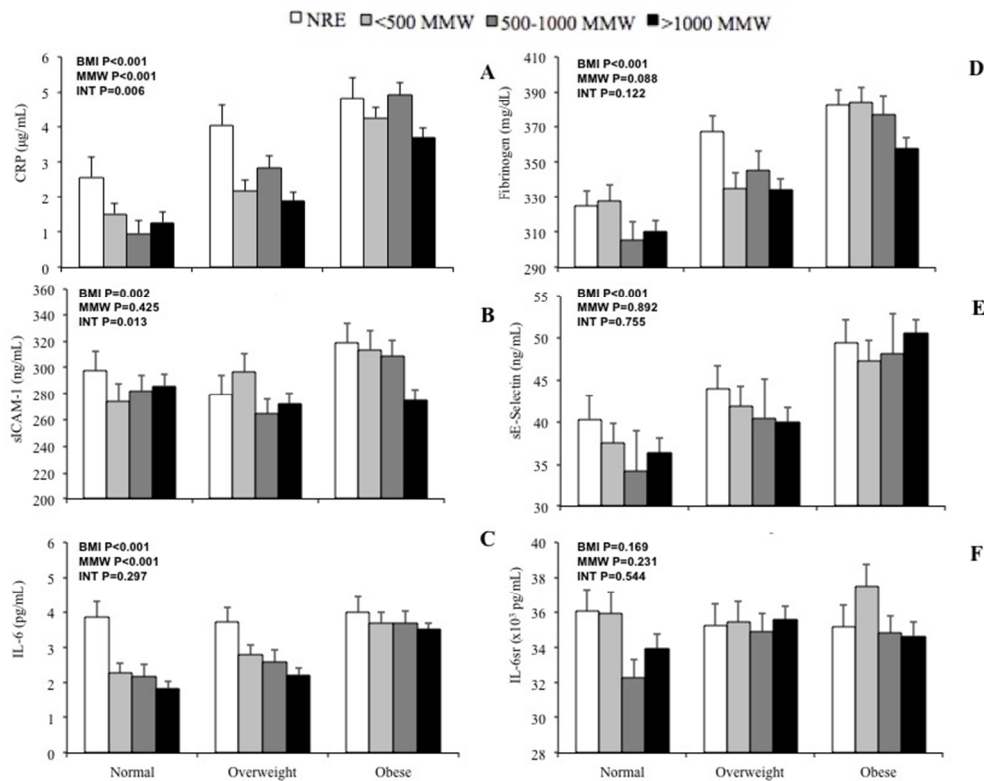 NRE <500 MMW 500-1000 MMW >1000 MMW
BMI P<0.001
MMW P<0.001
INT P=0.006
A
CRP (µg/mL)
6
5
4
3
2
1
0
BMI P<0.001
MMW P=0.088
INT P=0.122
D
Fibrinogen (mg/dL)
410
390
370
350
330
310
290
BMI P=0.002
MMW P=0.425
INT P=0.013
B
sICAM-1 (ng/mL)
360
340
320
300
280
260
240
220
200
BMI P<0.001
MMW P=0.892
INT P=0.755
E
sE-Selectin (ng/mL)
55
50
45
40
35
30
BMI P<0.001
MMW P<0.001
INT P=0.297
C
IL-6 (pg/mL)
6
5
4
3
2
1
0
Normal Overweight Obese
BMI P=0.169
MMW P=0.231
INT P=0.544
F
IL-6sr (x10³ pg/mL)
40
38
36
34
32
30
28
Normal Overweight Obese